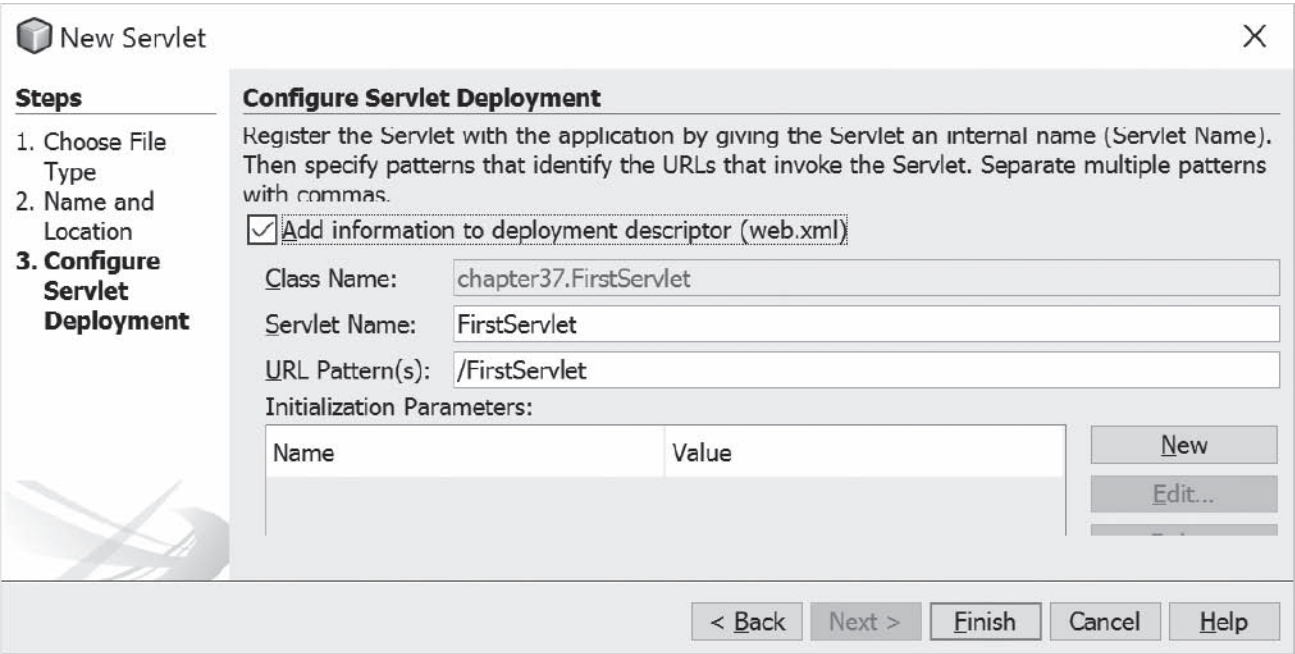 New Servlet
Steps
1. Choose File
Type
2. Name and
Location
3. Configure
Servlet
Deployment
Configure Servlet Deployment
Register the Servlet with the application by giving the Servlet an internal name (Servlet Name).
Then specify patterns that identify the URLs that invoke the Servlet. Separate multiple patterns
with commas.
Add information to deployment descriptor (web.xml)
Class Name: chapter37.FirstServlet
Servlet Name: FirstServlet
URL Pattern(s): /FirstServlet
Initialization Parameters:
Name Value
New
Edit...
< Back Next > Finish Cancel Help